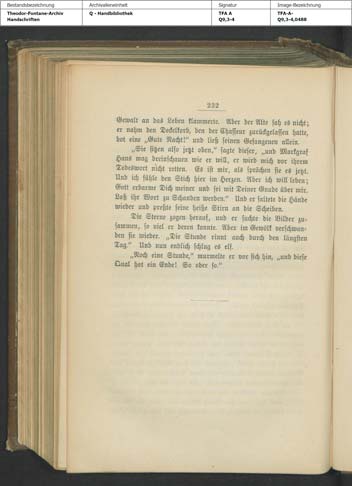 Bestandsbezeichnung
Theodor-Fontane-Archiv
Handschriften
Archivalieneinheit
Q - Handbibliothek
Signatur
TFA A
Q9,3-4
Image-Bezeichnung
TFA-A-
Q9,3-4,0488
232
Gewalt an das Leben klammerte. Aber der Alte sah es nicht;
er nahm den Deckelkorb, den der Chasseur zurückgelassen hatte,
bot eine „Gute Nacht!“ und ließ seinen Gefangenen allein.
„Sie sitzen also jetzt oben,“ sagte dieser, „und Markgraf
Hans mag dreinschauen wie er will, er wird mich vor ihrem
Todeswort nicht retten. Es ist mir, als sprächen sie es jetzt.
Und ich fühle den Stich hier im Herzen. Aber ich will leben;
Gott erbarme Dich meiner und sei mit Deiner Gnade über mir.
Laß ihr Wort zu Schanden werden.“ Und er faltete die Hände
wieder und preßte seine heiße Stirn an die Scheiben.
Die Sterne zogen herauf, und er suchte die Bilder zu-
sammen, so viel er deren kannte. Aber im Gewölk verschwan-
den sie wieder. „Die Stunde rinnt auch durch den längsten
Tag.“ Und nun endlich schlug es elf.
„Noch eine Stunde,“ murmelte er vor sich hin, „und diese
Qual hat ein Ende! So oder so.“